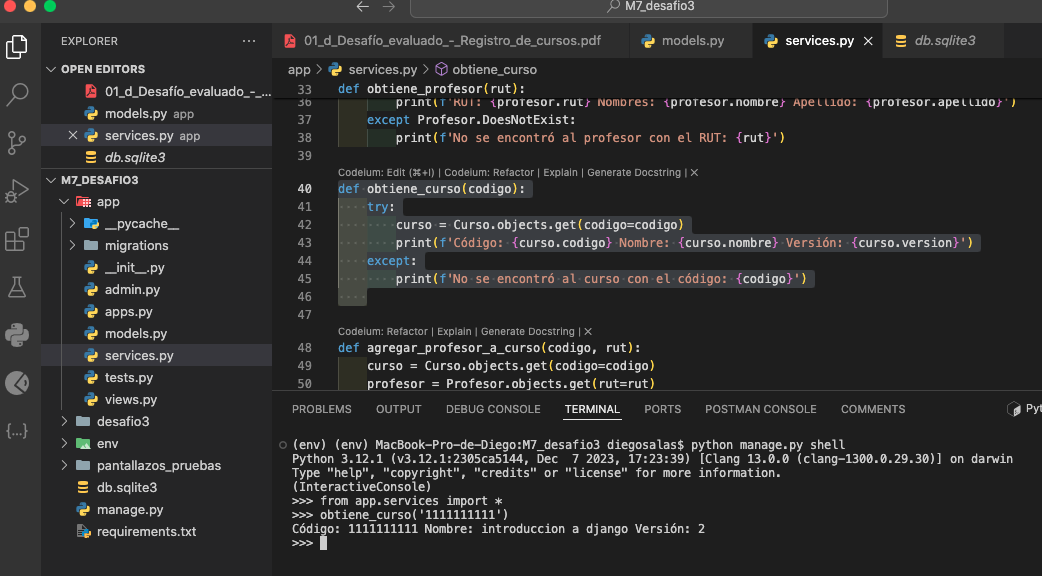 M7_desafio3
EXPLORER
OPEN EDITORS
01_d_Desafío_evaluado_-_...
models.py app
services.py app
db.sqlite3
M7_DESAFIO3
app
__pycache__
migrations
__init__.py
admin.py
apps.py
models.py
services.py
tests.py
views.py
desafio3
env
pantallazos_pruebas
db.sqlite3
manage.py
requirements.txt
01_d_Desafío_evaluado_-_Registro_de_cursos.pdf models.py services.py db.sqlite3
app > services.py > obtiene_curso
33 def obtiene_profesor(rut):
36 print(f'RUT: {profesor.rut} Nombres: {profesor.nombre} Apellido: {profesor.apellido}')
37 except Profesor.DoesNotExist:
38 print(f'No se encontró al profesor con el RUT: {rut}')
39
Codeium: Edit (⌘+I) | Codeium: Refactor | Explain | Generate Docstring | X
40 def obtiene_curso(codigo):
41 try:
42 curso = Curso.objects.get(codigo=codigo)
43 print(f'Código: {curso.codigo} Nombre: {curso.nombre} Versión: {curso.version}')
44 except:
45 print(f'No se encontró al curso con el código: {codigo}')
46
47
Codeium: Refactor | Explain | Generate Docstring | X
48 def agregar_profesor_a_curso(codigo, rut):
49 curso = Curso.objects.get(codigo=codigo)
50 profesor = Profesor.objects.get(rut=rut)
PROBLEMS OUTPUT DEBUG CONSOLE TERMINAL PORTS POSTMAN CONSOLE COMMENTS Pyt
(env) (env) MacBook-Pro-de-Diego:M7_desafio3 diegosalas$ python manage.py shell
Python 3.12.1 (v3.12.1:2305ca5144, Dec 7 2023, 17:23:39) [Clang 13.0.0 (clang-1300.0.29.30)] on darwin
Type "help", "copyright", "credits" or "license" for more information.
(InteractiveConsole)
>>> from app.services import *
>>> obtiene_curso('1111111111')
Código: 1111111111 Nombre: introduccion a django Versión: 2
>>>